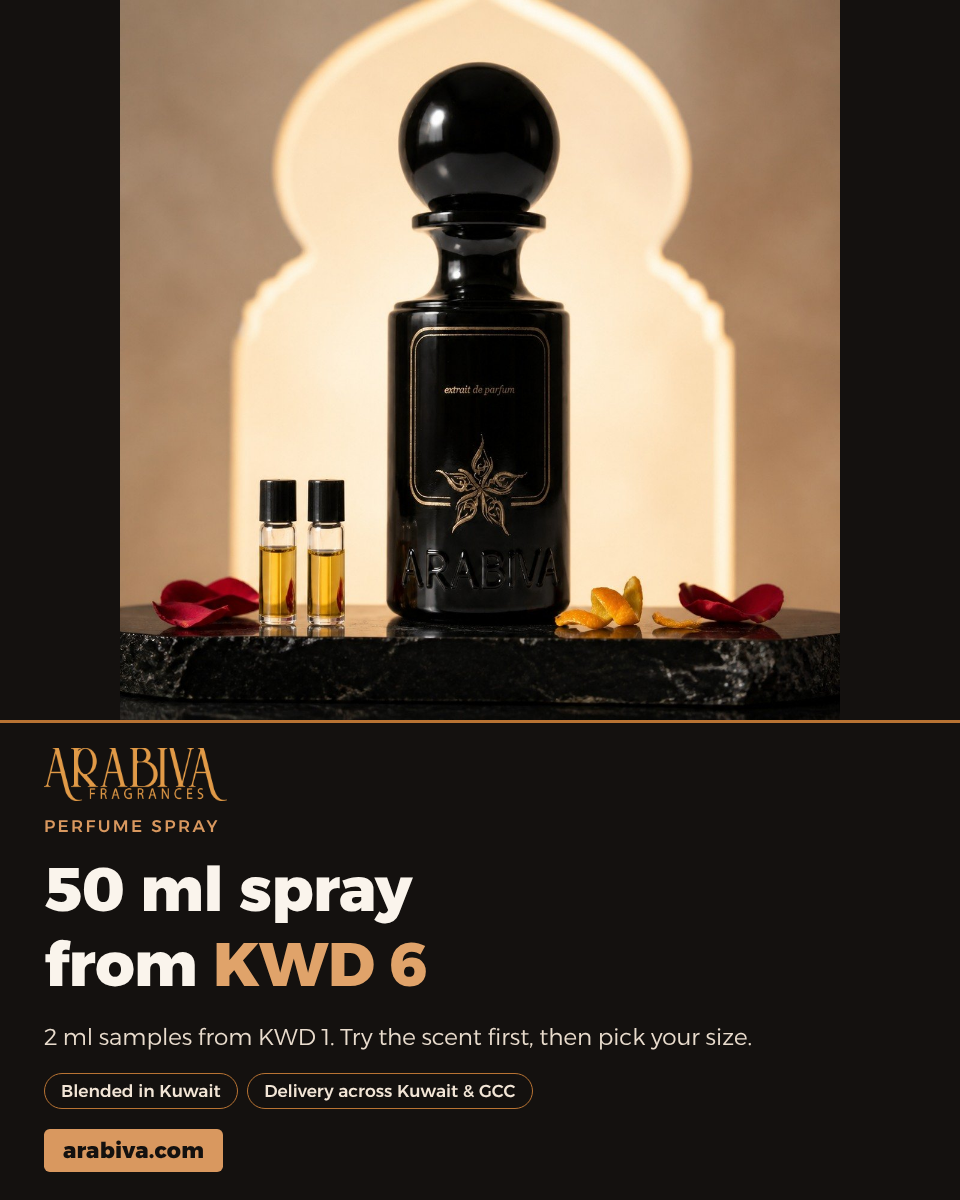 extrait de parfum
ARABIVA
ARABIVA
FRAGRANCES
PERFUME SPRAY
50 ml spray
from KWD 6
2 ml samples from KWD 1. Try the scent first, then pick your size.
Blended in Kuwait
Delivery across Kuwait & GCC
arabiva.com